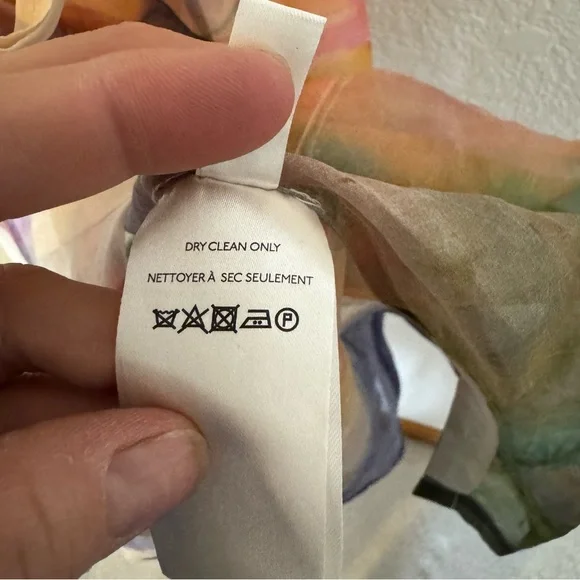 DRY CLEAN ONLY
NETTOYER À SEC SEULEMENT
P